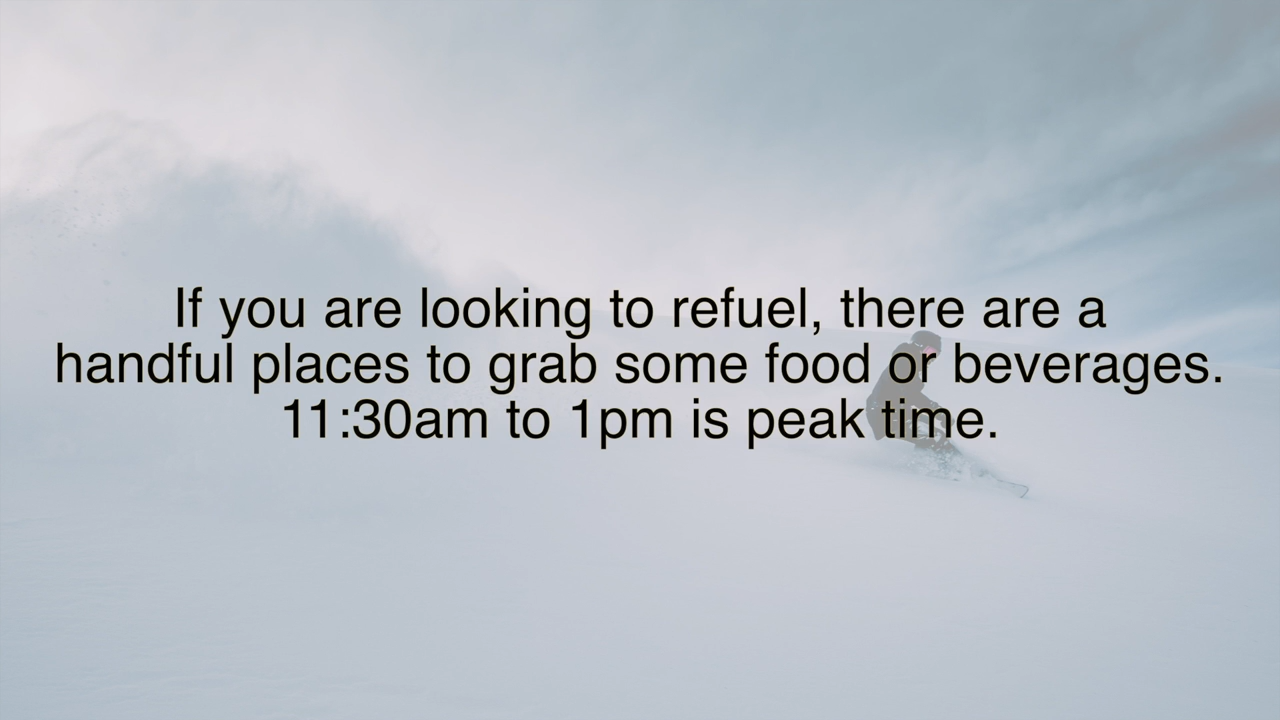 If you are looking to refuel, there are a
handful places to grab some food or beverages.
11:30am to 1pm is peak time.